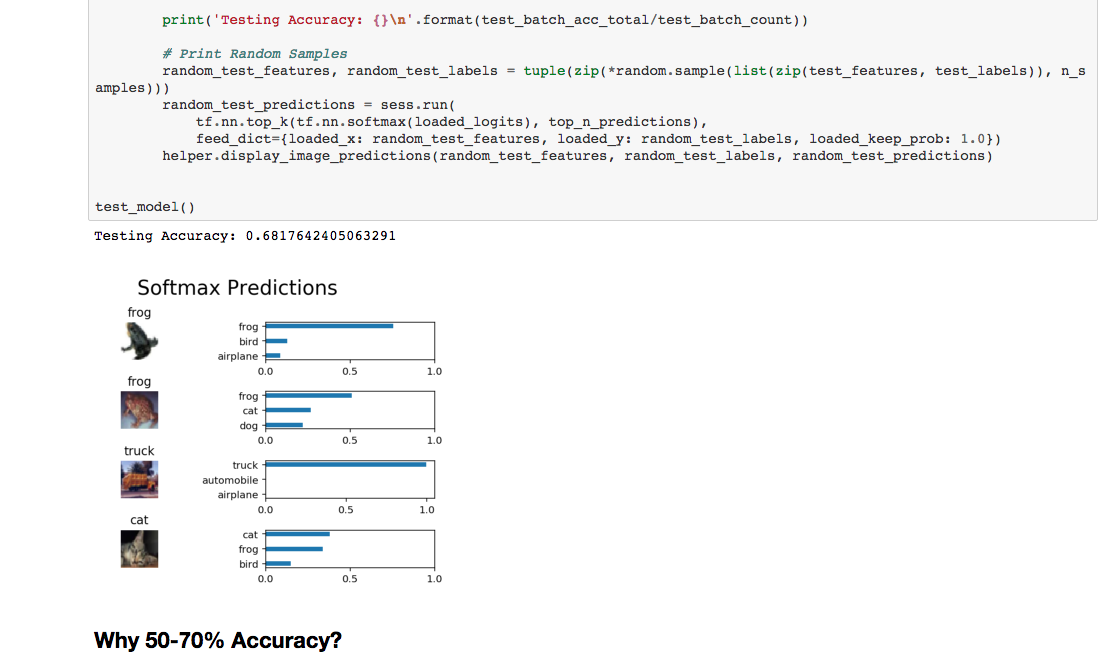 print('Testing Accuracy: {}\n'.format(test_batch_acc_total/test_batch_count))
# Print Random Samples
random_test_features, random_test_labels = tuple(zip(*random.sample(list(zip(test_features, test_labels)), n_s
amples)))
random_test_predictions = sess.run(
tf.nn.top_k(tf.nn.softmax(loaded_logits), top_n_predictions),
feed_dict={loaded_x: random_test_features, loaded_y: random_test_labels, loaded_keep_prob: 1.0})
helper.display_image_predictions(random_test_features, random_test_labels, random_test_predictions)
test_model()
Testing Accuracy: 0.6817642405063291
Softmax Predictions
frog
frog
bird
airplane
0.0 0.5 1.0
frog
frog
cat
dog
0.0 0.5 1.0
truck
truck
automobile
airplane
0.0 0.5 1.0
cat
cat
frog
bird
0.0 0.5 1.0
Why 50-70% Accuracy?